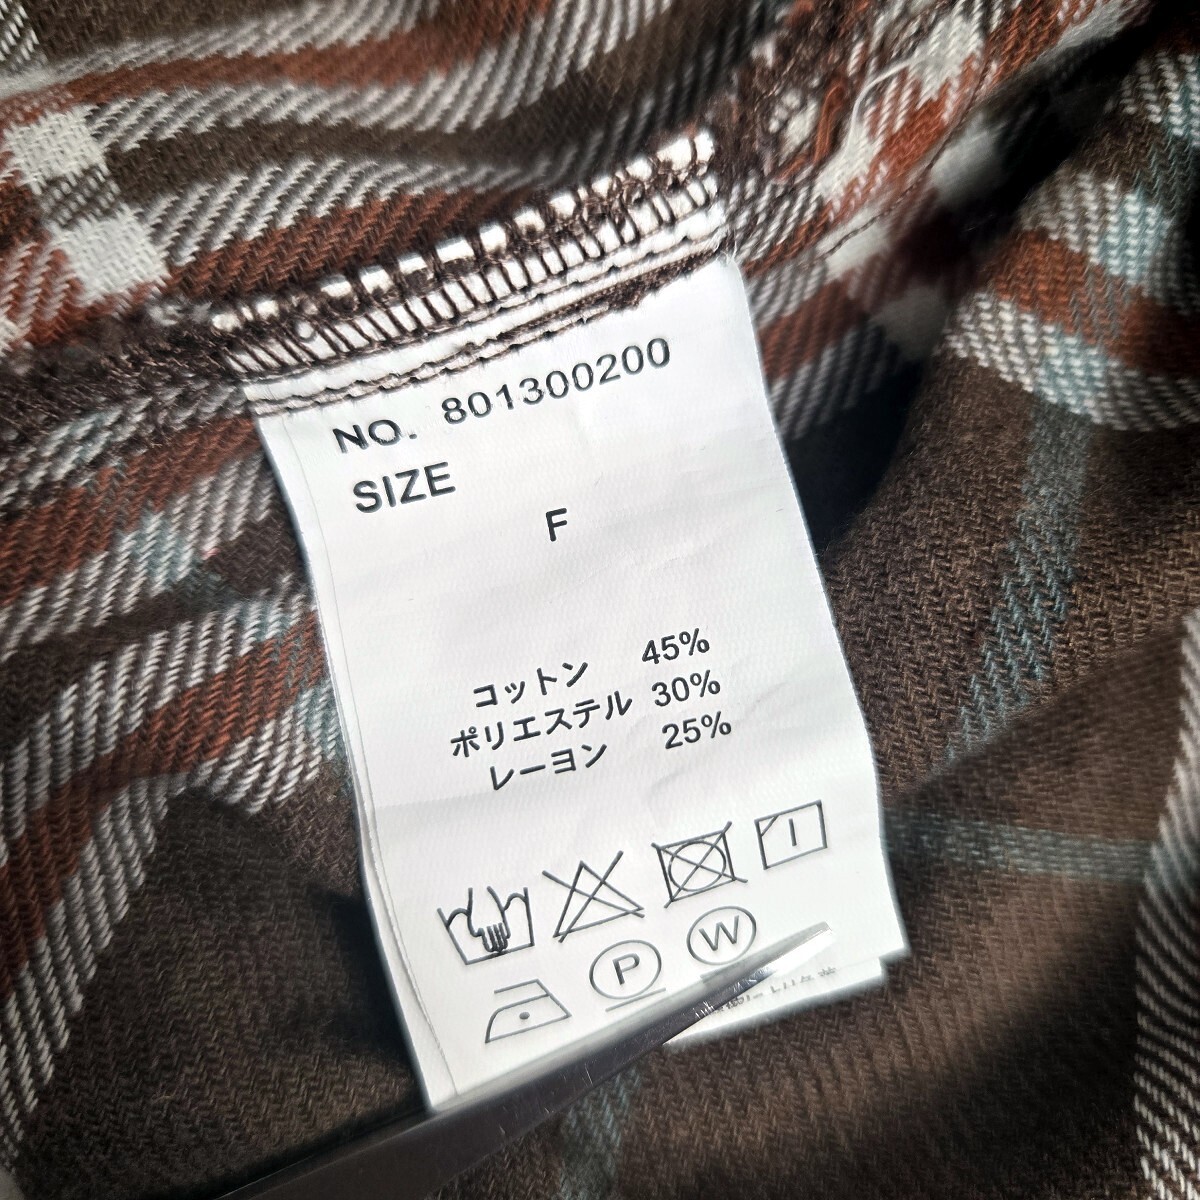 NO. 801300200
SIZE
F
コットン 45%
ポリエステル 30%
レーヨン 25%
P W